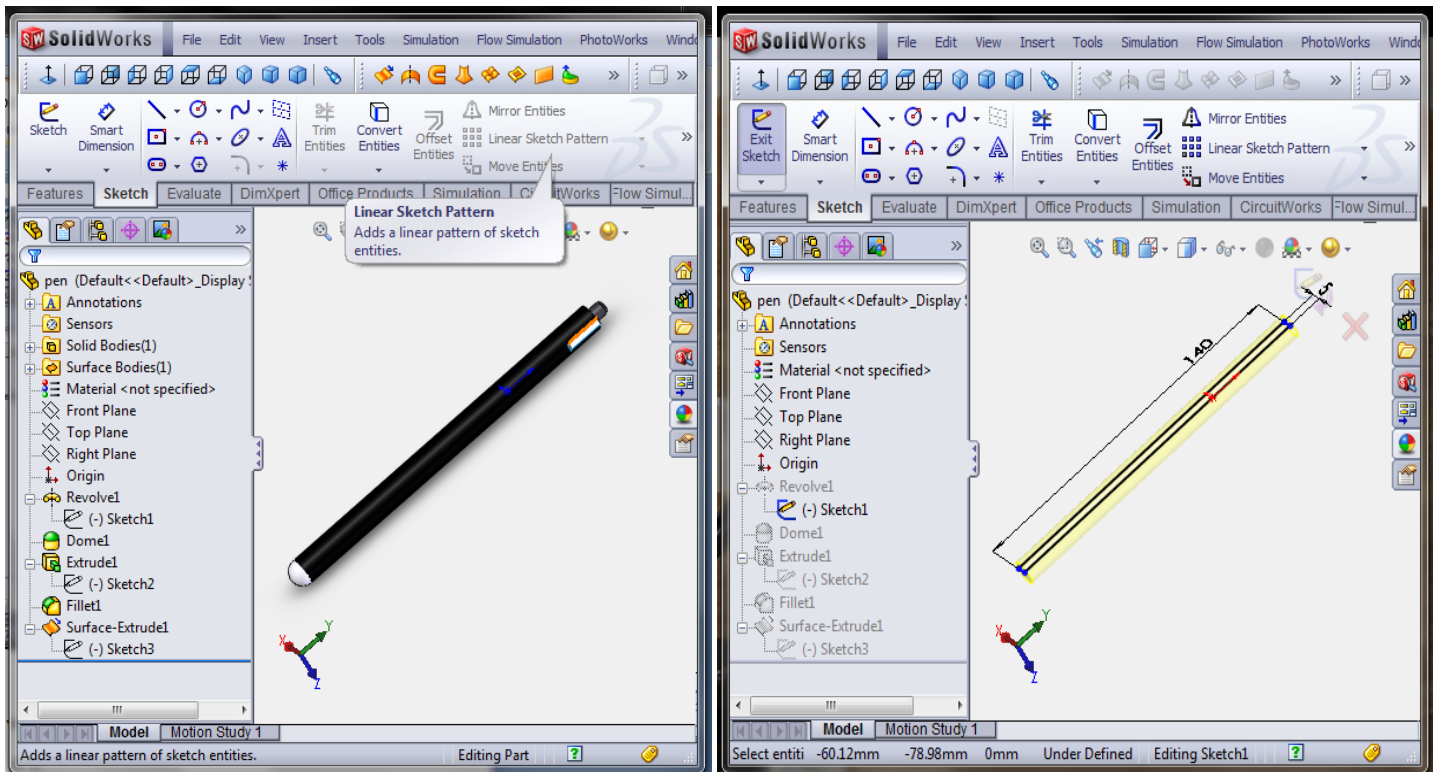 SolidWorks File Edit View Insert Tools Simulation Flow Simulation PhotoWorks
Sketch
Smart Dimension
Trim Entities
Convert Entities
Offset Entities
Mirror Entities
Linear Sketch Pattern
Move Entities
Features Sketch Evaluate DimXpert Office Products Simulation CircuitWorks Flow Simul...
Linear Sketch Pattern
Adds a linear pattern of sketch
entities.
pen (Default<<Default>_Display
Annotations
Sensors
Solid Bodies(1)
Surface Bodies(1)
Material <not specified>
Front Plane
Top Plane
Right Plane
Origin
Revolve1
(-) Sketch1
Dome1
Extrude1
(-) Sketch2
Fillet1
Surface-Extrude1
(-) Sketch3
X
Y
Z
Model Motion Study 1
Adds a linear pattern of sketch entities. Editing Part
SolidWorks File Edit View Insert Tools Simulation Flow Simulation PhotoWorks
Exit Sketch
Smart Dimension
Trim Entities
Convert Entities
Offset Entities
Mirror Entities
Linear Sketch Pattern
Move Entities
Features Sketch Evaluate DimXpert Office Products Simulation CircuitWorks Flow Simul...
pen (Default<<Default>_Display
Annotations
Sensors
Material <not specified>
Front Plane
Top Plane
Right Plane
Origin
Revolve1
(-) Sketch1
Dome1
Extrude1
(-) Sketch2
Fillet1
Surface-Extrude1
(-) Sketch3
5
140
X
Y
Z
Model Motion Study 1
Select entiti -60.12mm -78.98mm 0mm Under Defined Editing Sketch1